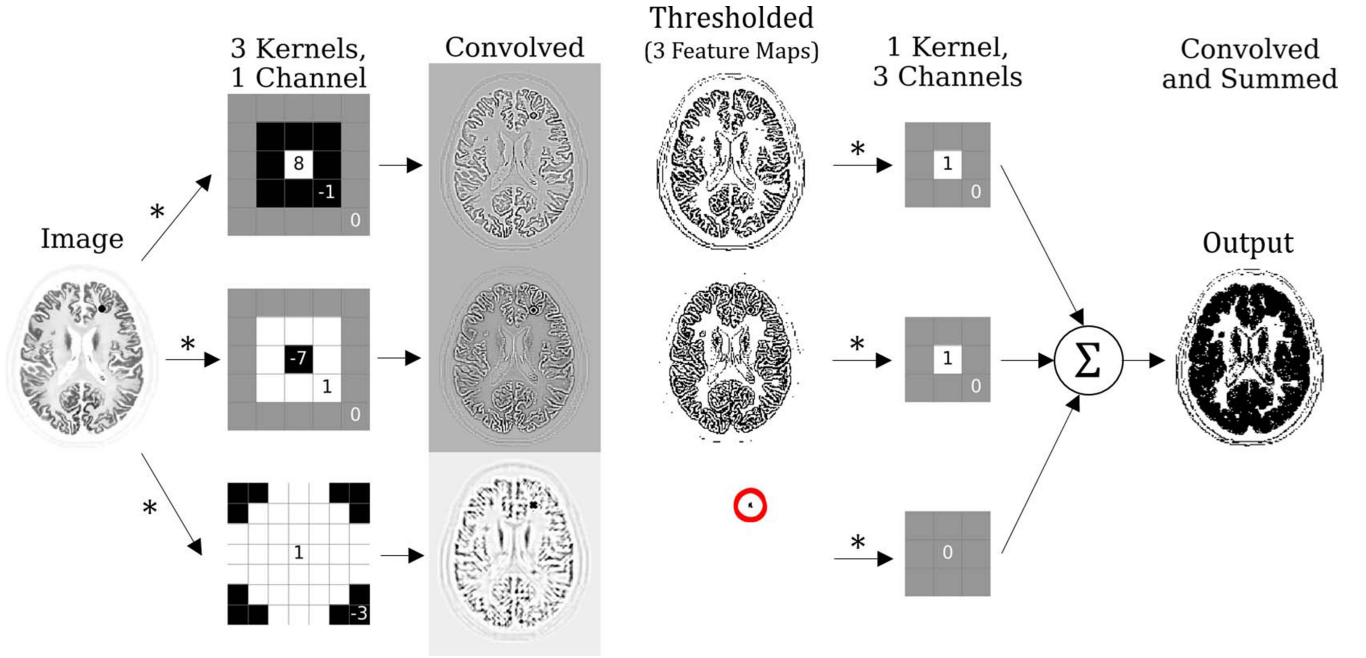 Thresholded
(3 Feature Maps)
3 Kernels,
1 Channel
Convolved
1 Kernel,
3 Channels
Convolved
and Summed
8
-1
0
*
*
1
0
Image
Output
*
-7
1
0
*
1
0
Σ
*
1
-3
*
0